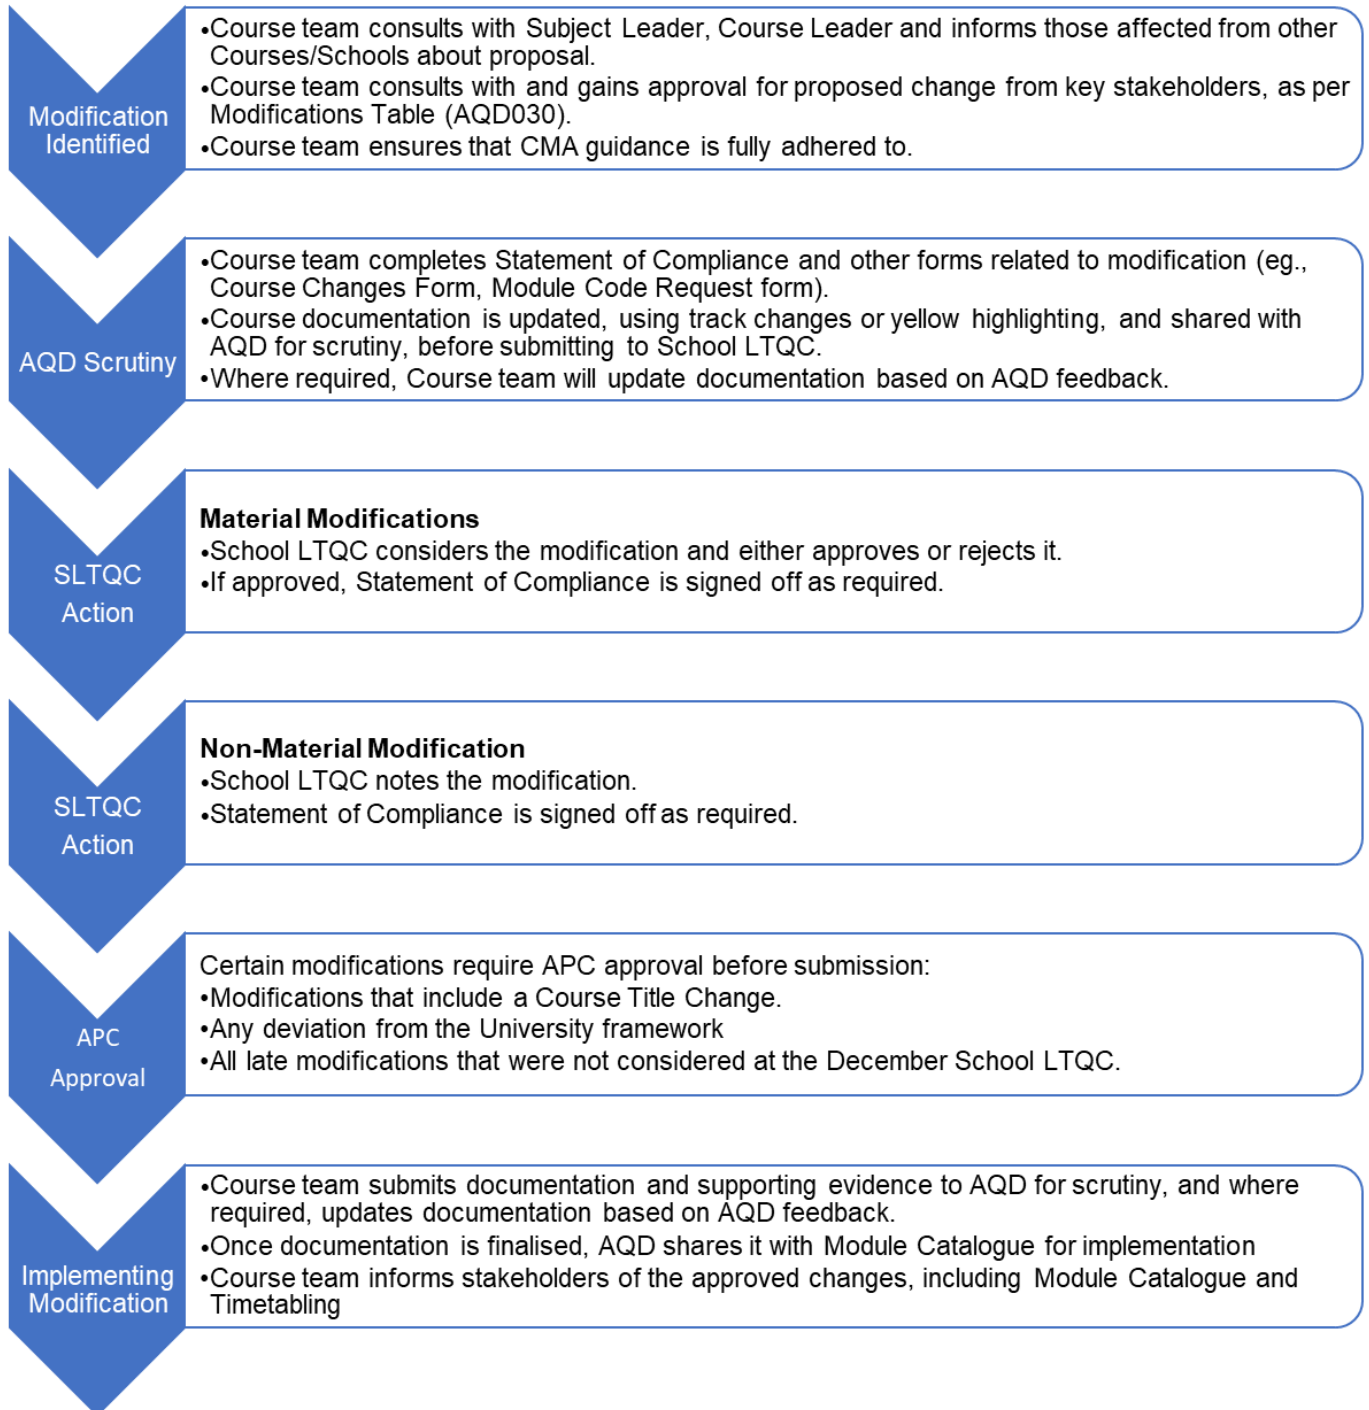 Modification
Identified
•Course team consults with Subject Leader, Course Leader and informs those affected from other
Courses/Schools about proposal.
•Course team consults with and gains approval for proposed change from key stakeholders, as per
Modifications Table (AQD030).
•Course team ensures that CMA guidance is fully adhered to.
AQD Scrutiny
•Course team completes Statement of Compliance and other forms related to modification (eg.,
Course Changes Form, Module Code Request form).
•Course documentation is updated, using track changes or yellow highlighting, and shared with
AQD for scrutiny, before submitting to School LTQC.
•Where required, Course team will update documentation based on AQD feedback.
SLTQC
Action
Material Modifications
•School LTQC considers the modification and either approves or rejects it.
•If approved, Statement of Compliance is signed off as required.
SLTQC
Action
Non-Material Modification
•School LTQC notes the modification.
•Statement of Compliance is signed off as required.
APC
Approval
Certain modifications require APC approval before submission:
•Modifications that include a Course Title Change.
•Any deviation from the University framework
•All late modifications that were not considered at the December School LTQC.
Implementing
Modification
•Course team submits documentation and supporting evidence to AQD for scrutiny, and where
required, updates documentation based on AQD feedback.
•Once documentation is finalised, AQD shares it with Module Catalogue for implementation
•Course team informs stakeholders of the approved changes, including Module Catalogue and
Timetabling